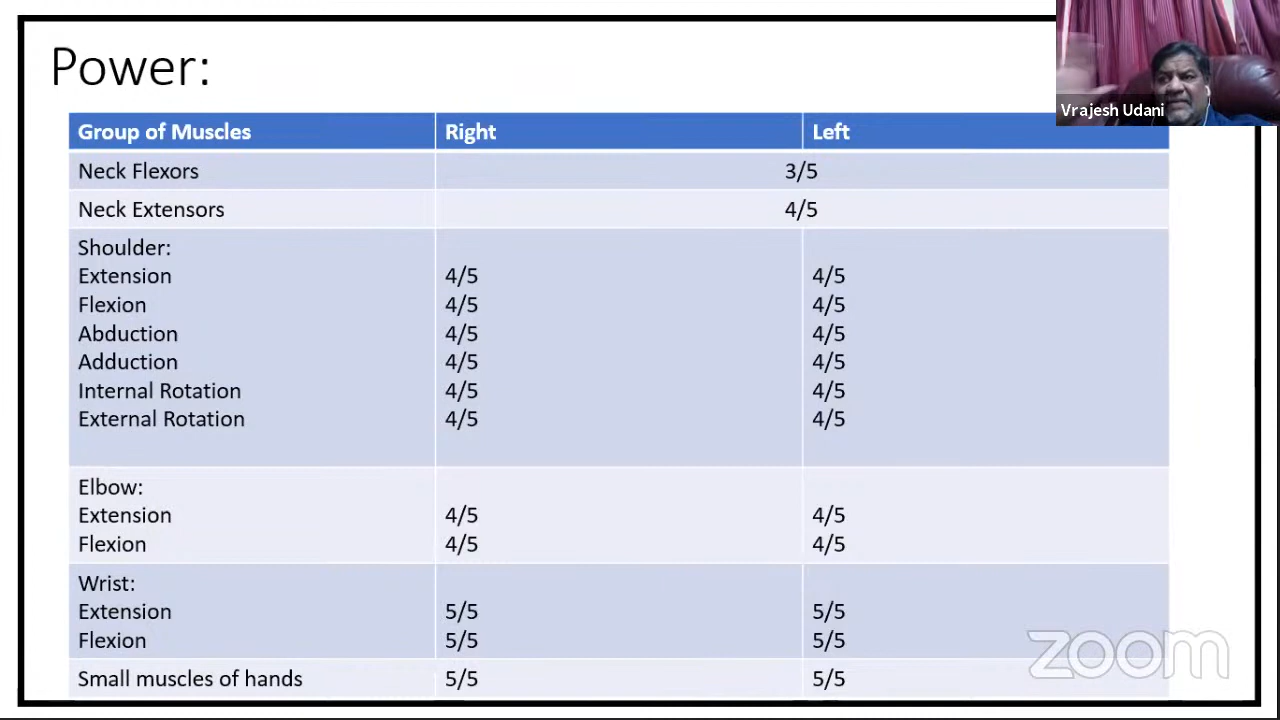 Power:
Vrajesh Udani
Group of Muscles Right Left
Neck Flexors 3/5
Neck Extensors 4/5
Shoulder:
Extension 4/5 4/5
Flexion 4/5 4/5
Abduction 4/5 4/5
Adduction 4/5 4/5
Internal Rotation 4/5 4/5
External Rotation 4/5 4/5
Elbow:
Extension 4/5 4/5
Flexion 4/5 4/5
Wrist:
Extension 5/5 5/5
Flexion 5/5 5/5
Small muscles of hands 5/5 5/5
zoom